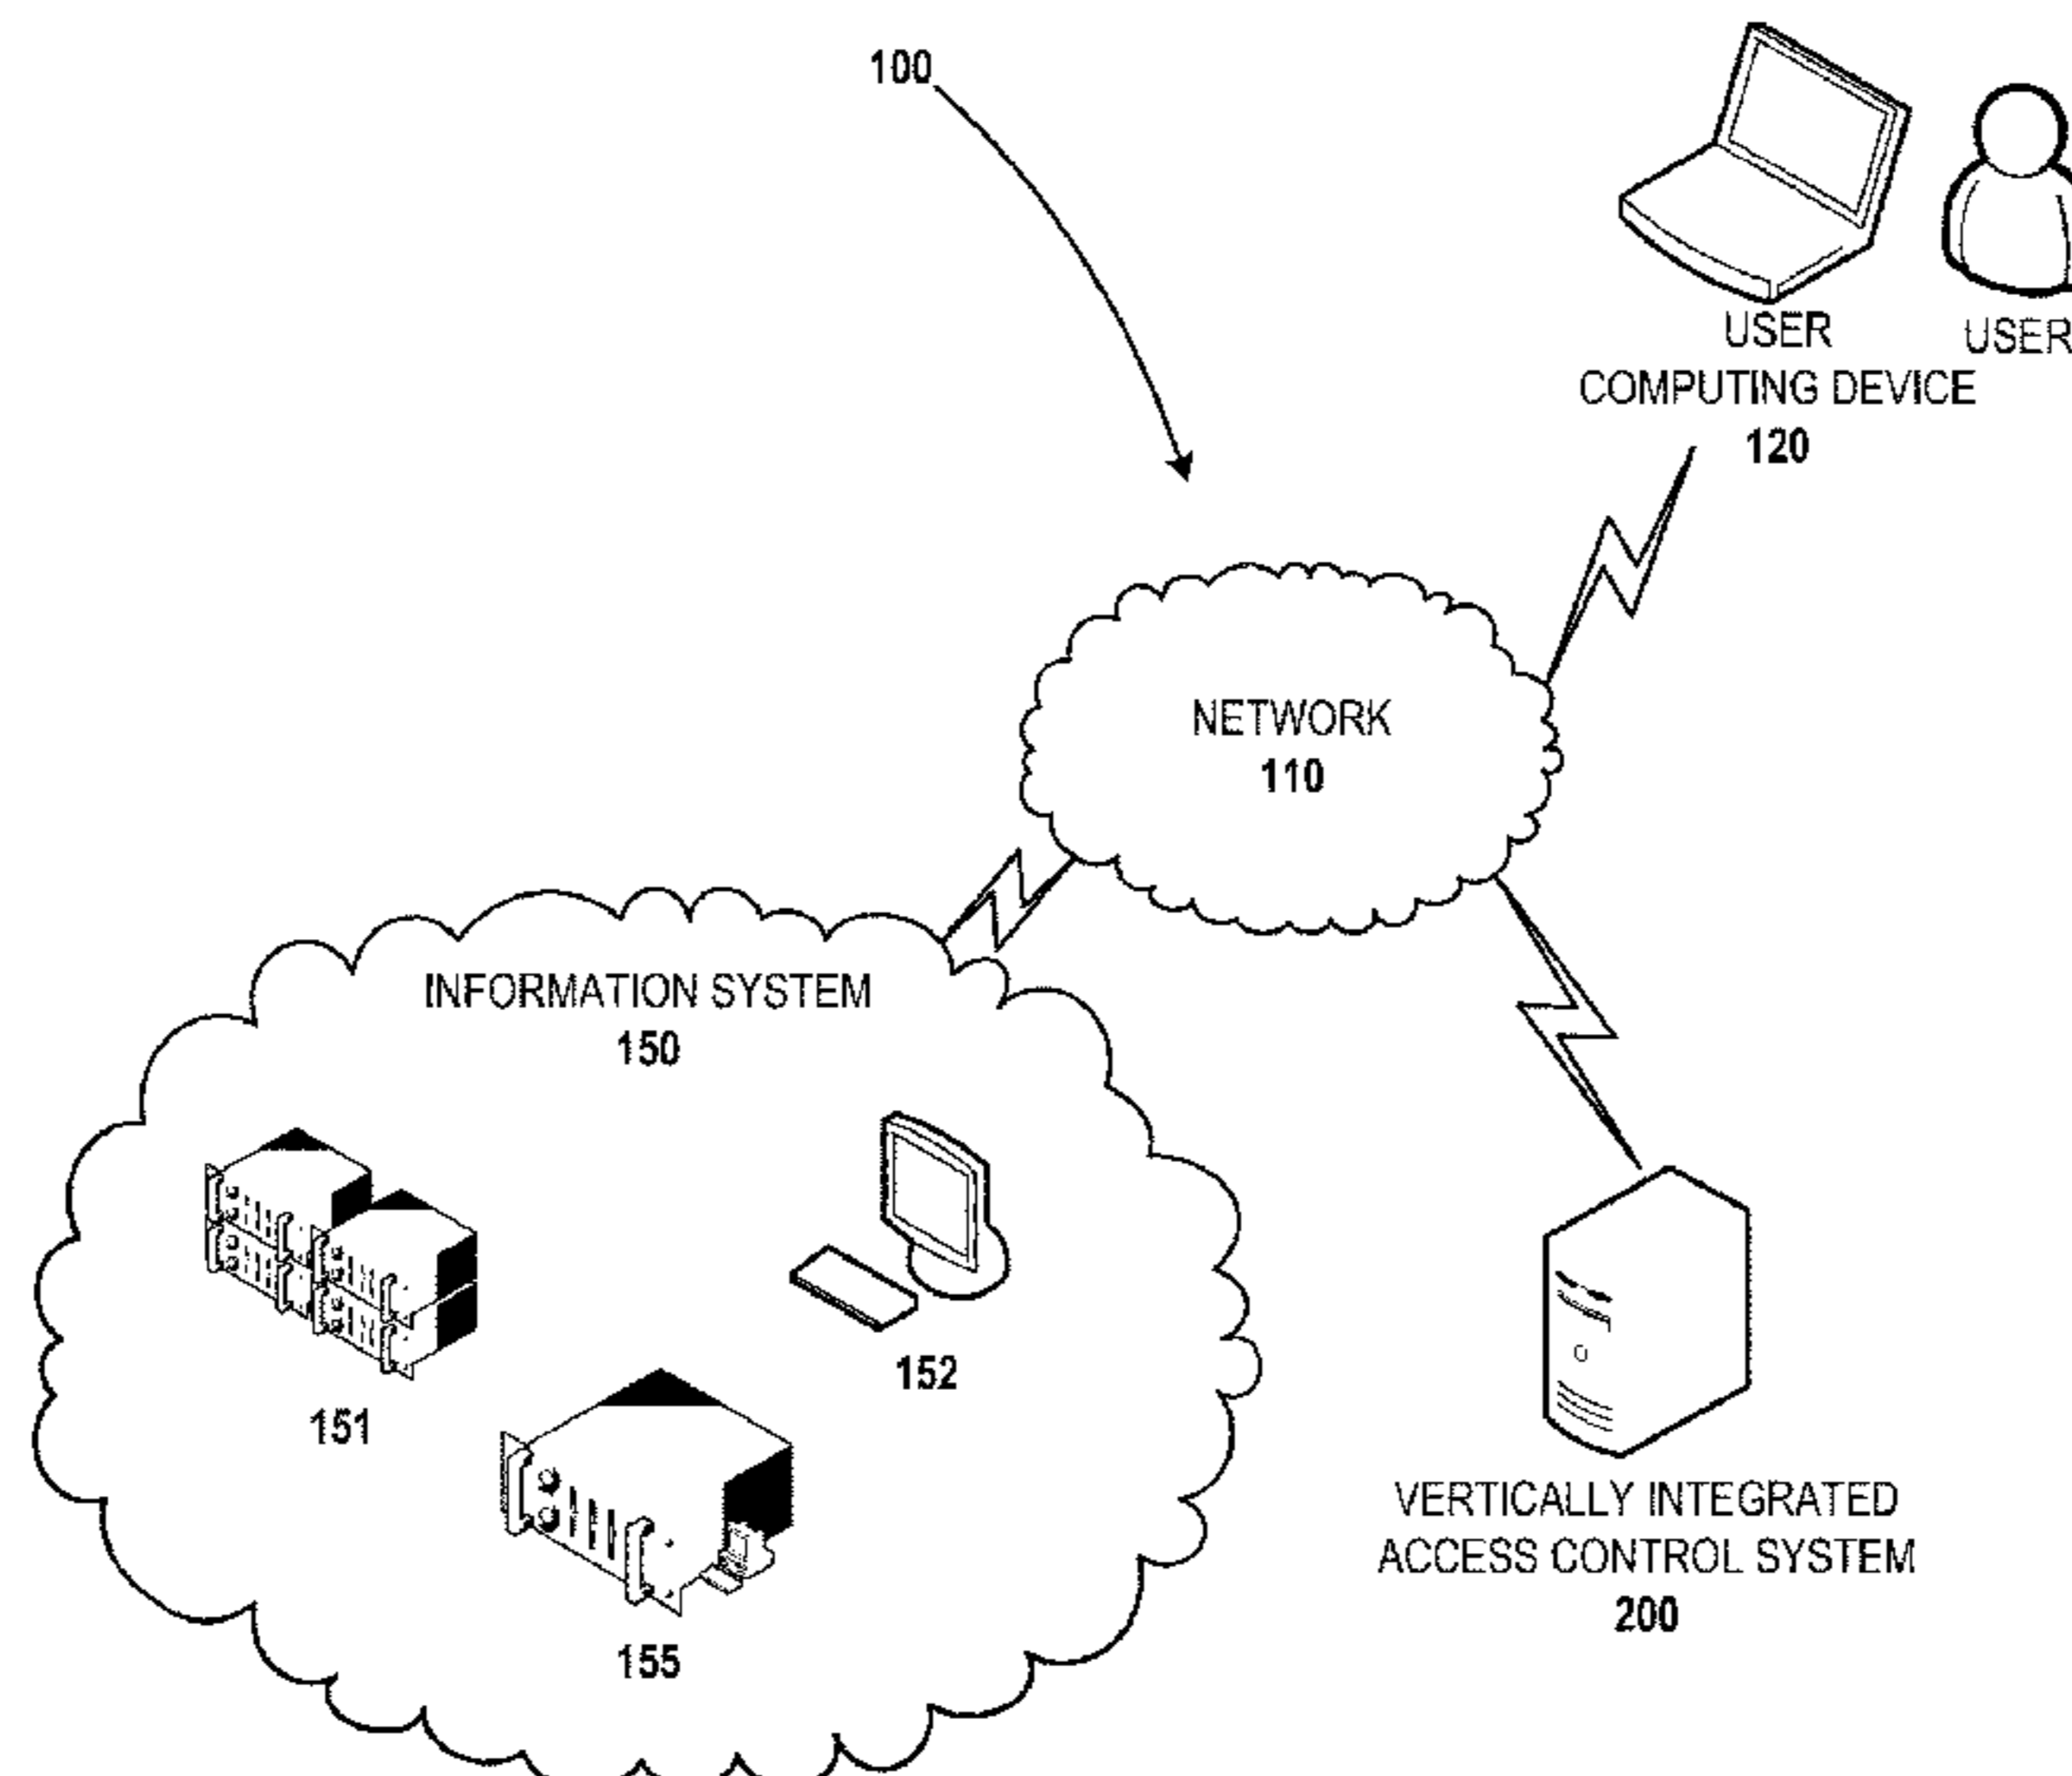 100
USER
COMPUTING DEVICE
120
USER
NETWORK
110
INFORMATION SYSTEM
150
151
152
155
VERTICALLY INTEGRATED
ACCESS CONTROL SYSTEM
200